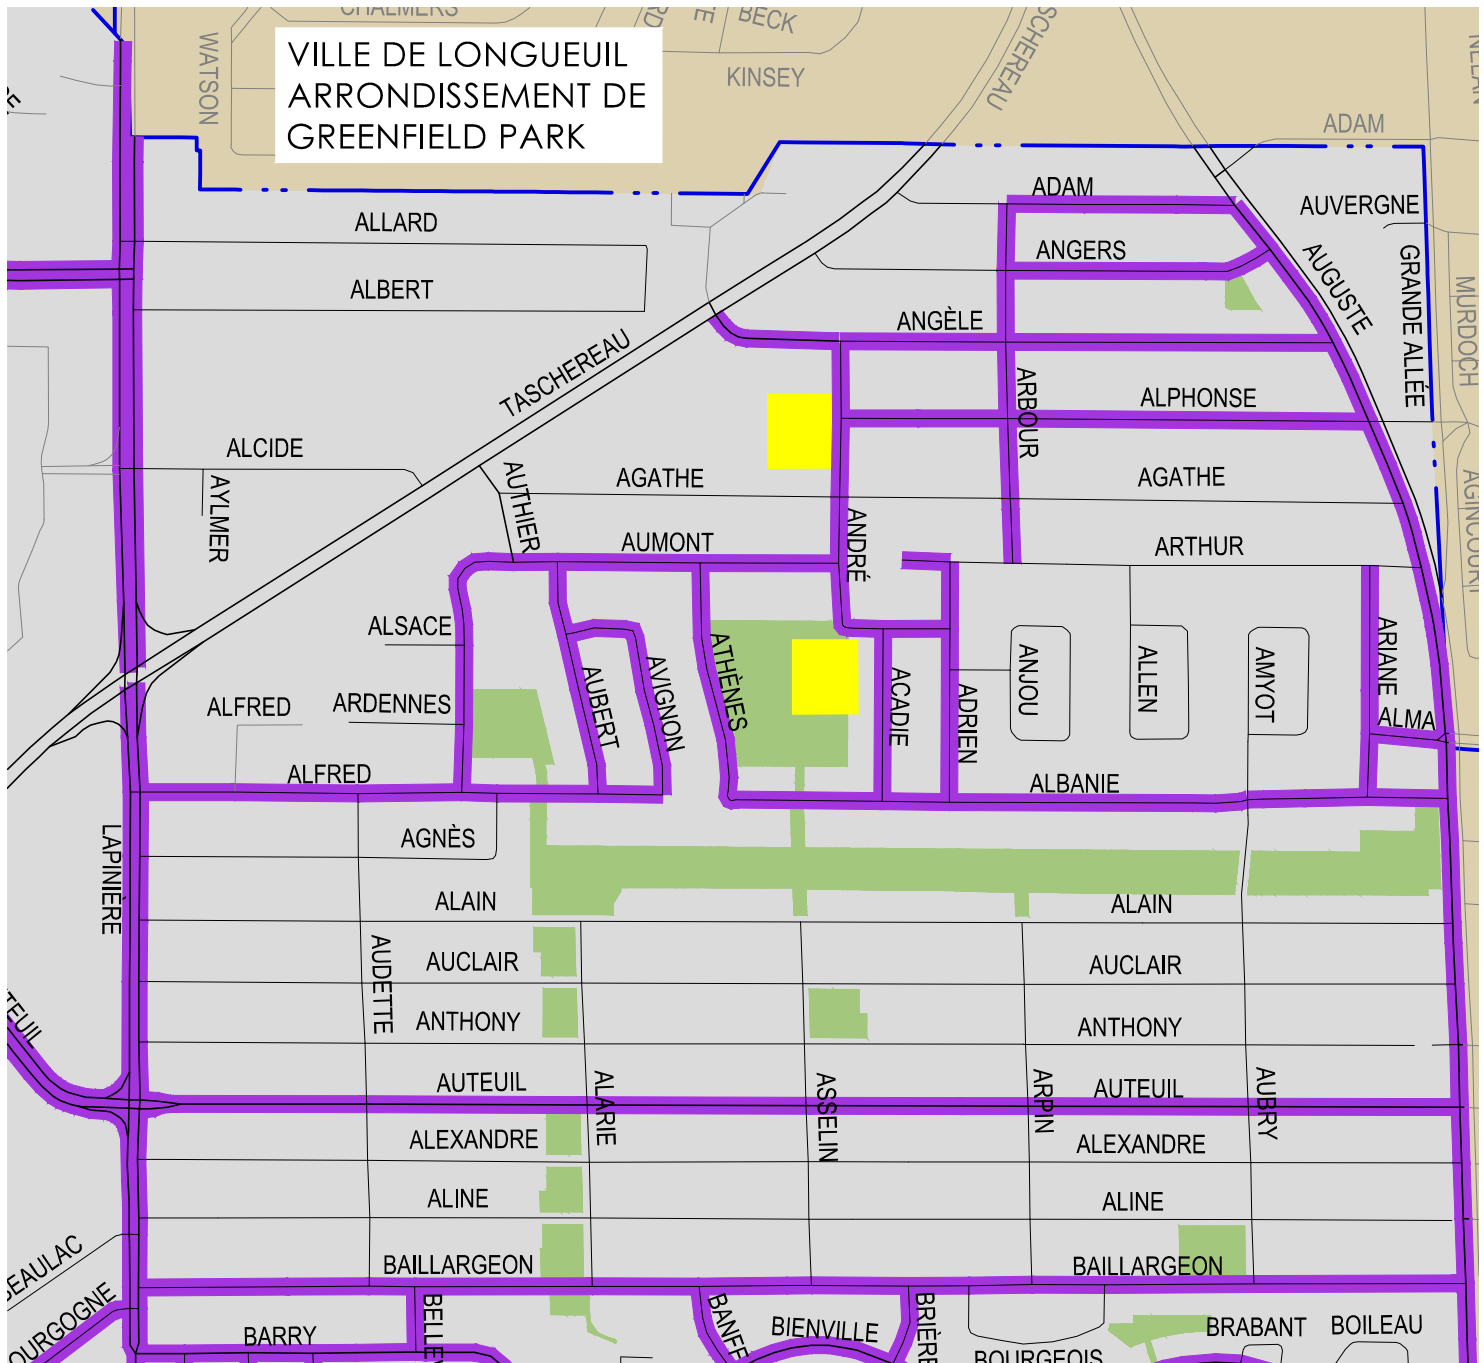 CHALMERS
BECK
WATSON
VILLE DE LONGUEUIL
ARRONDISSEMENT DE
GREENFIELD PARK
KINSEY
ADAM
ADAM
AUVERGNE
ALLARD
ANGERS
AUGUSTE
GRANDE ALLÉE
MURDOCH
ALBERT
ANGÈLE
TASCHEREAU
ARBOUR
ALPHONSE
ALCIDE
AYLMER
AUTHIER
AGATHE
AGATHE
AGINCOURT
AUMONT
ANDRÉ
ARTHUR
ALSACE
ARIANE
ATHÈNES
AVIGNON
AUBERT
ACADIE
ADRIEN
ANJOU
ALLEN
AMYOT
ALFRED
ARDENNES
ALMA
ALFRED
ALBANIE
LAPINIÈRE
AGNÈS
ALAIN
ALAIN
AUDETTE
AUCLAIR
AUCLAIR
ANTHONY
ANTHONY
AUTEUIL
AUTEUIL
ALARIE
ASSELIN
ARPIN
AUBRY
ALEXANDRE
ALEXANDRE
ALINE
ALINE
BAILLARGEON
BAILLARGEON
BARRY
BIENVILLE
BRABANT
BOILEAU
BOURGEOIS